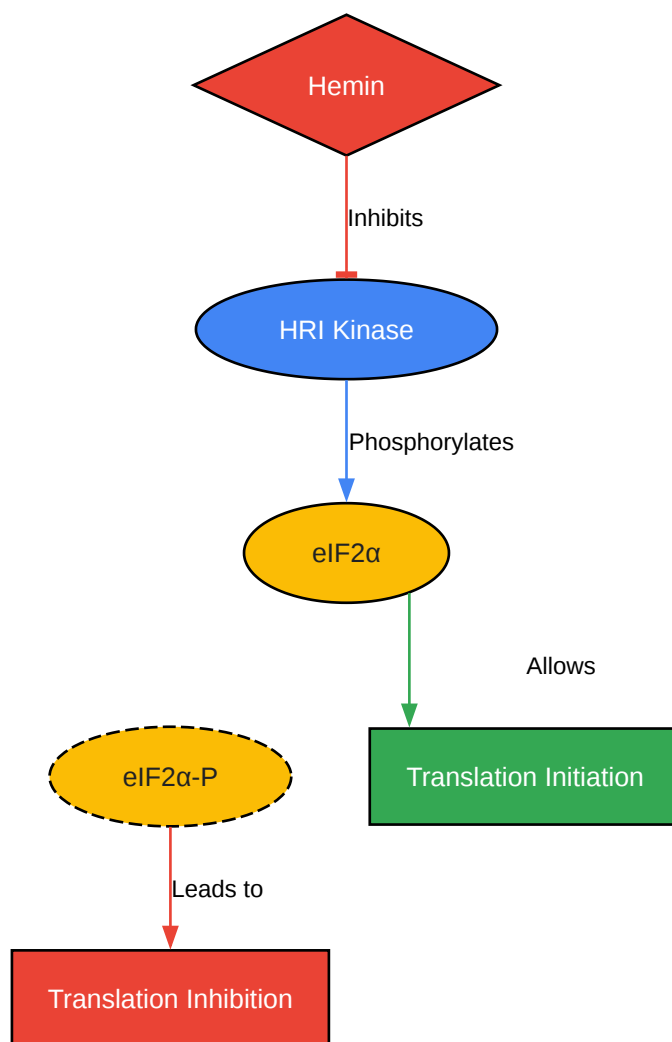 Hemin
Inhibits
HRI Kinase
Phosphorylates
eIF2α
Allows
eIF2α-P
Translation Initiation
Leads to
Translation Inhibition